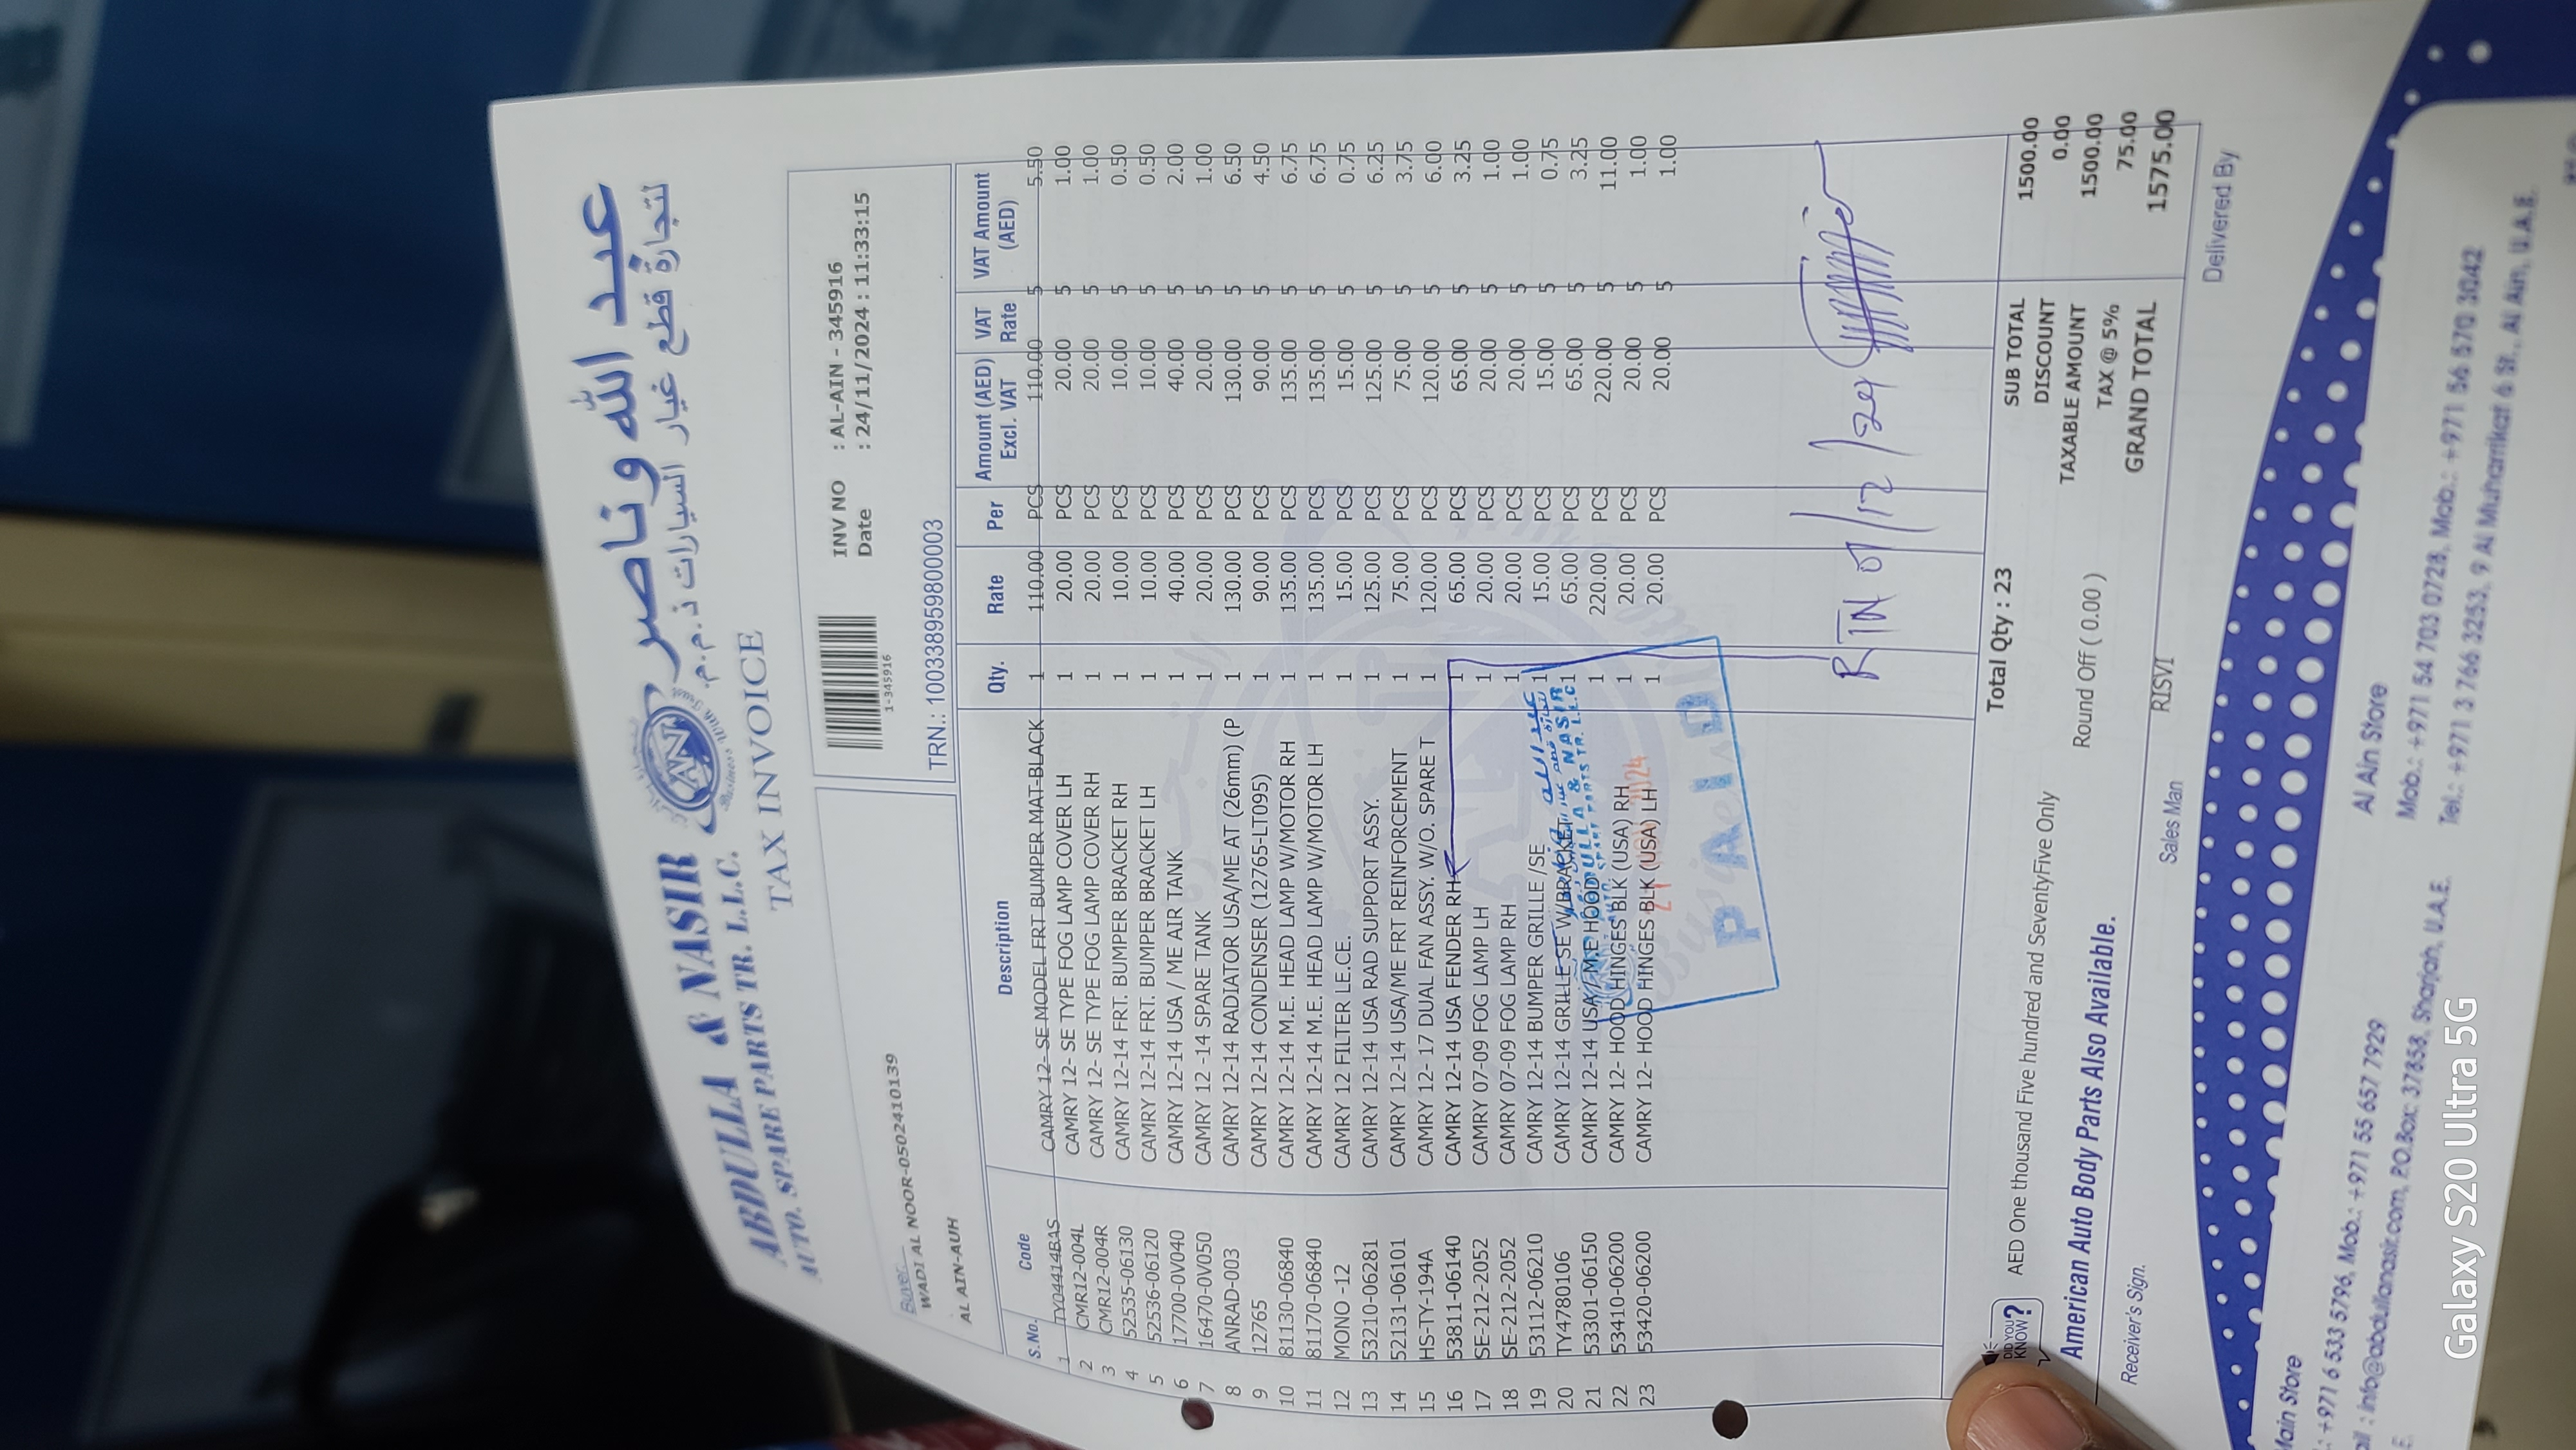 عبد الله وناصر
لتجارة قطع غيار السيارات ذ.م.م.
ABDULLA & NASIR
AUTO. SPARE PARTS TR. L.L.C.
AN
TAX INVOICE
Buyer:
WADI AL NOOR-0502410139
AL AIN-AUH
1-345916
INV NO : AL-AIN - 345916
Date : 24/11/2024 : 11:33:15
TRN.: 100338959800003
S.No. Code Description Qty. Rate Per Amount (AED) Excl. VAT VAT Rate VAT Amount (AED)
1 TY04414BAS CAMRY 12- SE MODEL FRT BUMPER MAT-BLACK 1 110.00 PCS 110.00 5 5.50
2 CMR12-004L CAMRY 12- SE TYPE FOG LAMP COVER LH 1 20.00 PCS 20.00 5 1.00
3 CMR12-004R CAMRY 12- SE TYPE FOG LAMP COVER RH 1 20.00 PCS 20.00 5 1.00
4 52535-06130 CAMRY 12-14 FRT. BUMPER BRACKET RH 1 10.00 PCS 10.00 5 0.50
5 52536-06120 CAMRY 12-14 FRT. BUMPER BRACKET LH 1 10.00 PCS 10.00 5 0.50
6 17700-0V040 CAMRY 12-14 USA / ME AIR TANK 1 40.00 PCS 40.00 5 2.00
7 16470-0V050 CAMRY 12 -14 SPARE TANK 1 20.00 PCS 20.00 5 1.00
8 ANRAD-003 CAMRY 12-14 RADIATOR USA/ME AT (26mm) (P 1 130.00 PCS 130.00 5 6.50
9 12765 CAMRY 12-14 CONDENSER (12765-LT095) 1 90.00 PCS 90.00 5 4.50
10 81130-06840 CAMRY 12-14 M.E. HEAD LAMP W/MOTOR RH 1 135.00 PCS 135.00 5 6.75
11 81170-06840 CAMRY 12-14 M.E. HEAD LAMP W/MOTOR LH 1 135.00 PCS 135.00 5 6.75
12 MONO -12 CAMRY 12 FILTER LE.CE. 1 15.00 PCS 15.00 5 0.75
13 53210-06281 CAMRY 12-14 USA RAD SUPPORT ASSY. 1 125.00 PCS 125.00 5 6.25
14 52131-06101 CAMRY 12-14 USA/ME FRT REINFORCEMENT 1 75.00 PCS 75.00 5 3.75
15 HS-TY-194A CAMRY 12- 17 DUAL FAN ASSY. W/O. SPARE T 1 120.00 PCS 120.00 5 6.00
16 53811-06140 CAMRY 12-14 USA FENDER RH 1 65.00 PCS 65.00 5 3.25
17 SE-212-2052 CAMRY 07-09 FOG LAMP LH 1 20.00 PCS 20.00 5 1.00
18 SE-212-2052 CAMRY 07-09 FOG LAMP RH 1 20.00 PCS 20.00 5 1.00
19 53112-06210 CAMRY 12-14 BUMPER GRILLE /SE 1 15.00 PCS 15.00 5 0.75
20 TY4780106 CAMRY 12-14 GRILLE SE W/BRACKET 1 65.00 PCS 65.00 5 3.25
21 53301-06150 CAMRY 12-14 USA / M.E HOOD 1 220.00 PCS 220.00 5 11.00
22 53410-06200 CAMRY 12- HOOD HINGES BLK (USA) RH 1 20.00 PCS 20.00 5 1.00
23 53420-06200 CAMRY 12- HOOD HINGES BLK (USA) LH 1 20.00 PCS 20.00 5 1.00
ABDULLA & NASIR
AUTO. SPARE PARTS TR. L.L.C
PAID
RTN 01/12/24
Total Qty : 23
SUB TOTAL 1500.00
DISCOUNT 0.00
TAXABLE AMOUNT 1500.00
TAX @ 5% 75.00
GRAND TOTAL 1575.00
DID YOU KNOW?
AED One thousand Five hundred and SeventyFive Only
Round Off ( 0.00 )
American Auto Body Parts Also Available.
Receiver's Sign.
Sales Man
RISVI
Delivered By
Main Store
+971 6 533 5796, Mob.: +971 55 657 7929
info@abdullanasir.com, P.O.Box: 37858, Sharjah, U.A.E.
Al Ain Store
Mob.: +971 54 703 0728, Mob.: +971 56 570 3042
Tel.: +971 3 766 3253, 9 Al Muhantikat 6 St., Al Ain, U.A.E.
Galaxy S20 Ultra 5G